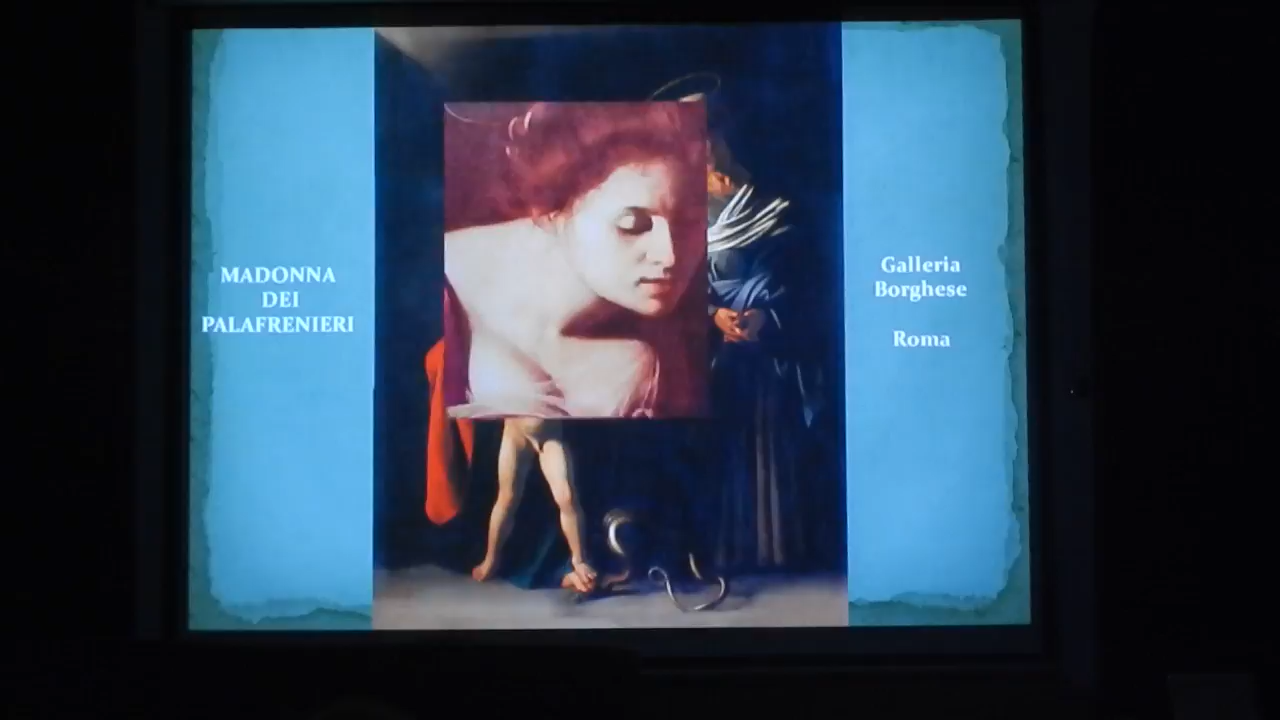 MADONNA
DEI
PALAFRENIERI
Galleria
Borghese
Roma